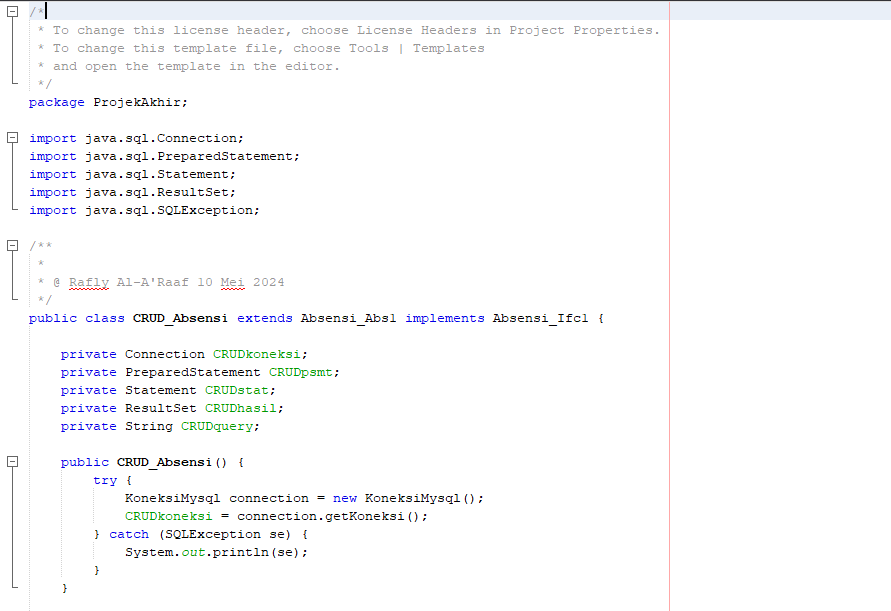 /*
 * To change this license header, choose License Headers in Project Properties.
 * To change this template file, choose Tools | Templates
 * and open the template in the editor.
 */
package ProjekAkhir;

import java.sql.Connection;
import java.sql.PreparedStatement;
import java.sql.Statement;
import java.sql.ResultSet;
import java.sql.SQLException;

/**
 *
 * @ Rafly Al-A'Raaf 10 Mei 2024
 */
public class CRUD_Absensi extends Absensi_Abs1 implements Absensi_Ifc1 {

    private Connection CRUDkoneksi;
    private PreparedStatement CRUDpsmt;
    private Statement CRUDstat;
    private ResultSet CRUDhasil;
    private String CRUDquery;

    public CRUD_Absensi() {
        try {
            KoneksiMysql connection = new KoneksiMysql();
            CRUDkoneksi = connection.getKoneksi();
        } catch (SQLException se) {
            System.out.println(se);
        }
    }